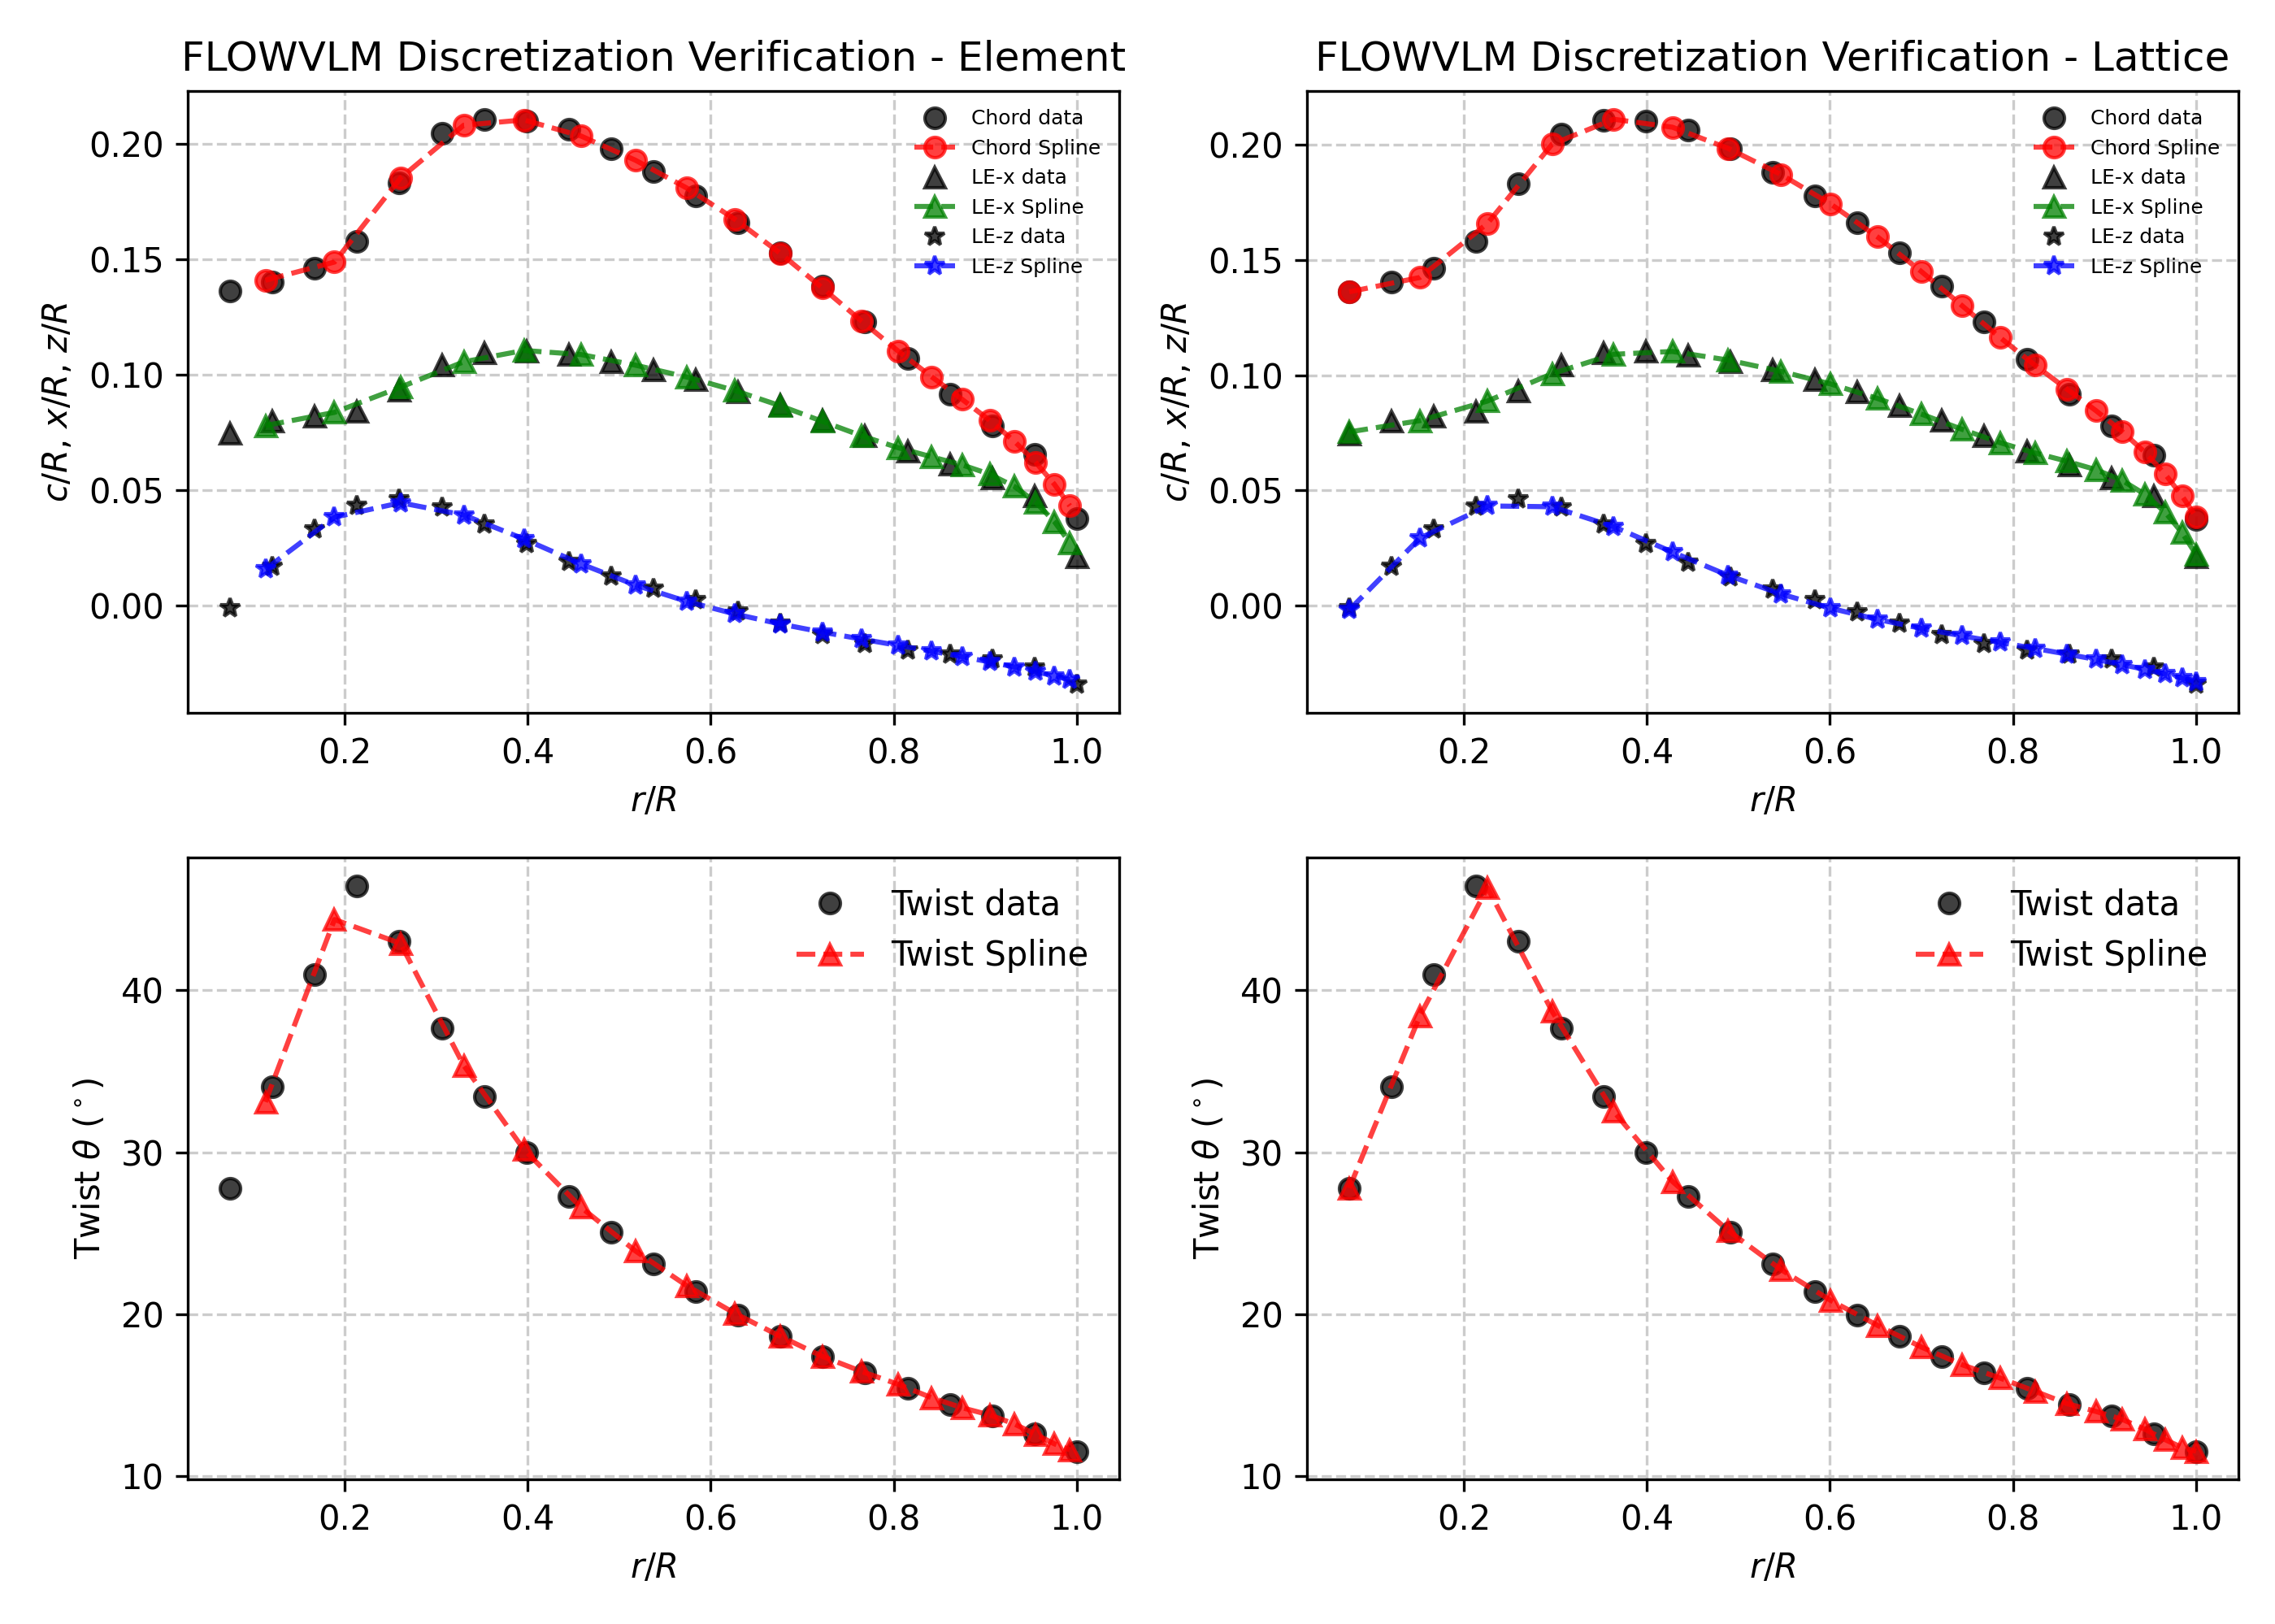 FLOWVLM Discretization Verification - Element
c/R, x/R, z/R
0.20
0.15
0.10
0.05
0.00
Chord data
Chord Spline
LE-x data
LE-x Spline
LE-z data
LE-z Spline
0.2 0.4 0.6 0.8 1.0
r/R
FLOWVLM Discretization Verification - Lattice
c/R, x/R, z/R
0.20
0.15
0.10
0.05
0.00
Chord data
Chord Spline
LE-x data
LE-x Spline
LE-z data
LE-z Spline
0.2 0.4 0.6 0.8 1.0
r/R
Twist θ (°)
40
30
20
10
Twist data
Twist Spline
0.2 0.4 0.6 0.8 1.0
r/R
Twist θ (°)
40
30
20
10
Twist data
Twist Spline
0.2 0.4 0.6 0.8 1.0
r/R